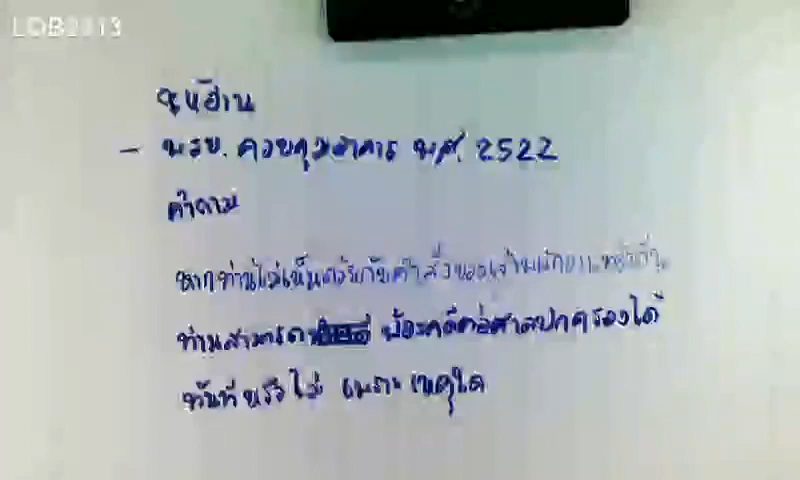 LOB2113
- พรบ. ควบคุมอาคาร พศ. 2522
คำถาม
หากท่านไม่เห็นด้วยกับคำสั่งของเจ้าพนักงาน
ท่านสามารถ ฟ้องคดีต่อศาลปกครองได้
ทันทีหรือไม่ เพราะเหตุใด